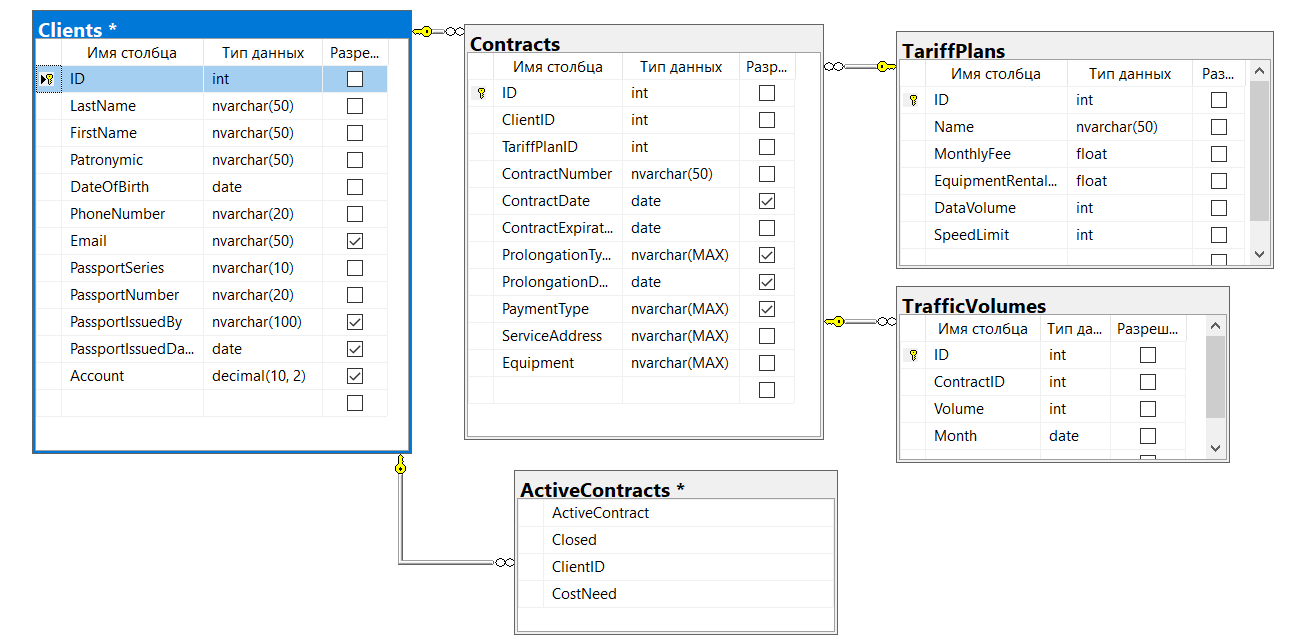 Clients *
Имя столбца Тип данных Разре...
ID int
LastName nvarchar(50)
FirstName nvarchar(50)
Patronymic nvarchar(50)
DateOfBirth date
PhoneNumber nvarchar(20)
Email nvarchar(50)
PassportSeries nvarchar(10)
PassportNumber nvarchar(20)
PassportIssuedBy nvarchar(100)
PassportIssuedDa... date
Account decimal(10, 2)
Contracts
Имя столбца Тип данных Разр...
ID int
ClientID int
TariffPlanID int
ContractNumber nvarchar(50)
ContractDate date
ContractExpirat... date
ProlongationTy... nvarchar(MAX)
ProlongationD... date
PaymentType nvarchar(MAX)
ServiceAddress nvarchar(MAX)
Equipment nvarchar(MAX)
TariffPlans
Имя столбца Тип данных Раз...
ID int
Name nvarchar(50)
MonthlyFee float
EquipmentRental... float
DataVolume int
SpeedLimit int
TrafficVolumes
Имя столбца Тип да... Разреш...
ID int
ContractID int
Volume int
Month date
ActiveContracts *
ActiveContract
Closed
ClientID
CostNeed